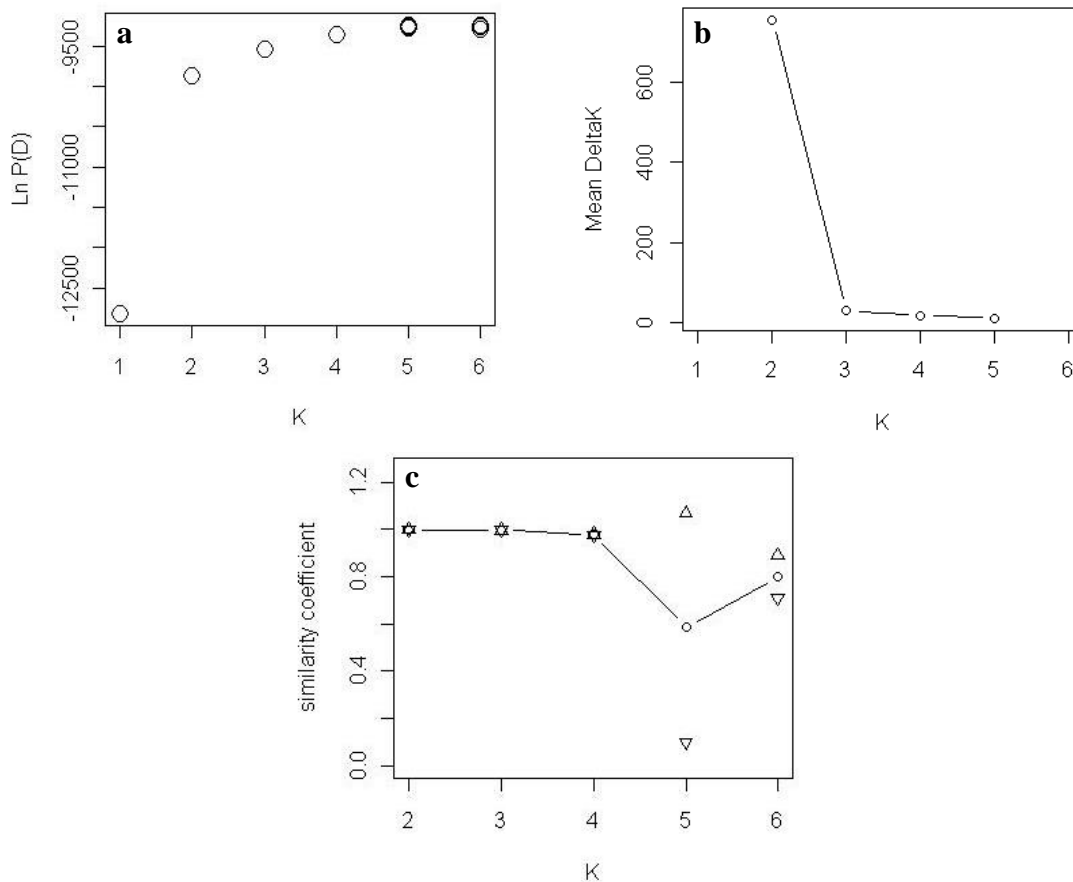 a
Ln P(D)
-9500
-11000
-12500
1 2 3 4 5 6
K
b
Mean DeltaK
600
400
200
0
1 2 3 4 5 6
K
c
similarity coefficient
1.2
0.8
0.4
0.0
2 3 4 5 6
K